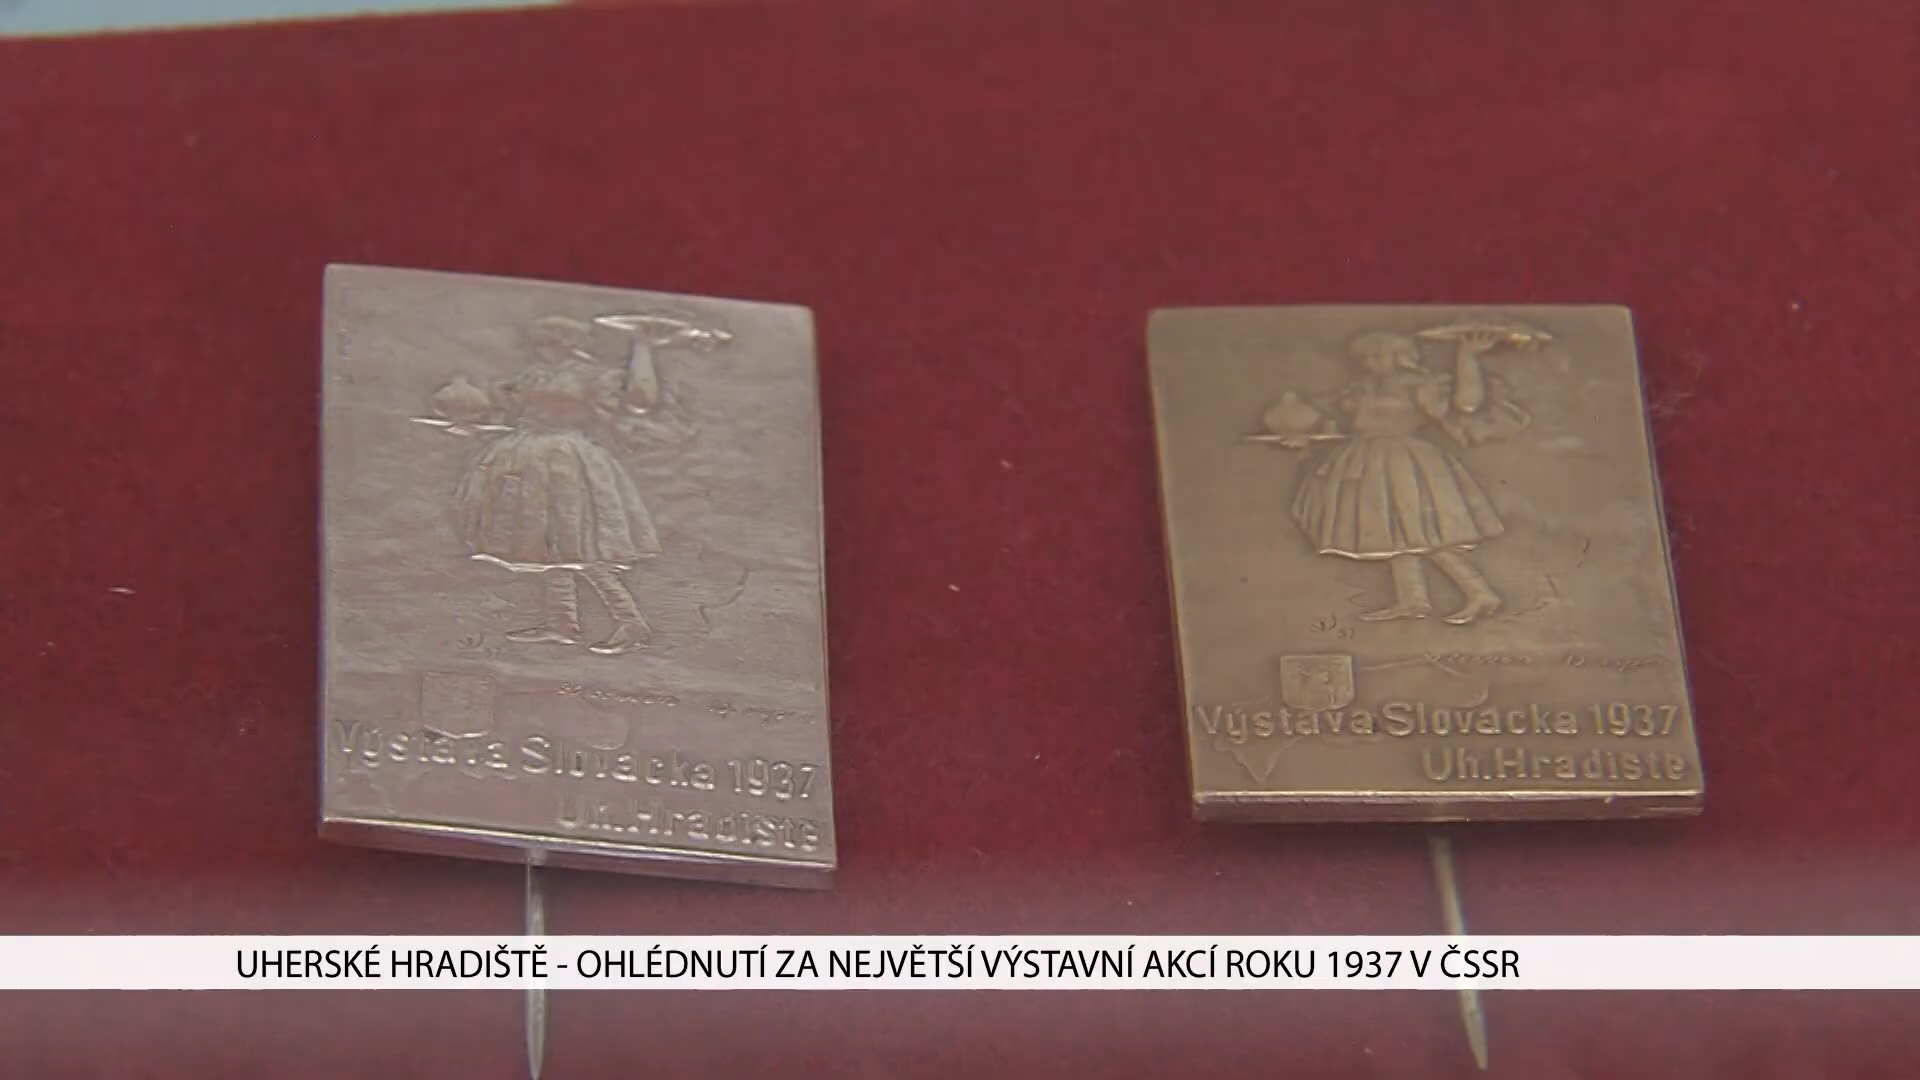 Výstava Slovácka 1937
Uh.Hradiste
Výstava Slovácka 1937
Uh.Hradiste
UHERSKÉ HRADIŠTĚ - OHLÉDNUTÍ ZA NEJVĚTŠÍ VÝSTAVNÍ AKCÍ ROKU 1937 V ČSSR